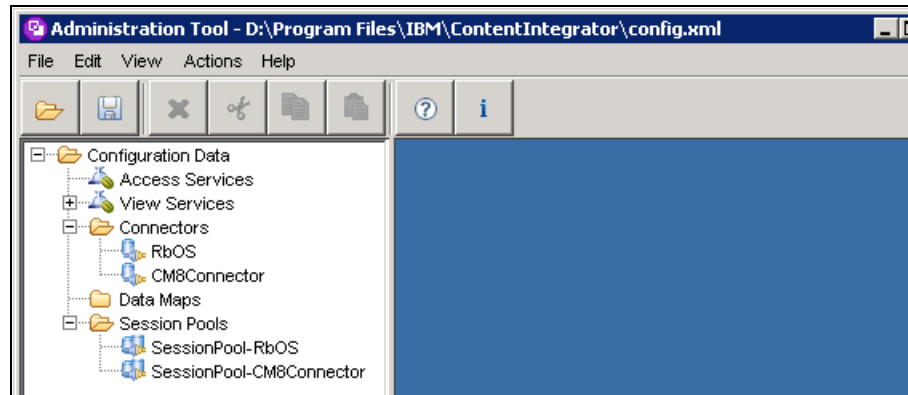 Administration Tool - D:\Program Files\IBM\ContentIntegrator\config.xml
File Edit View Actions Help
? i
Configuration Data
Access Services
View Services
Connectors
RbOS
CM8Connector
Data Maps
Session Pools
SessionPool-RbOS
SessionPool-CM8Connector